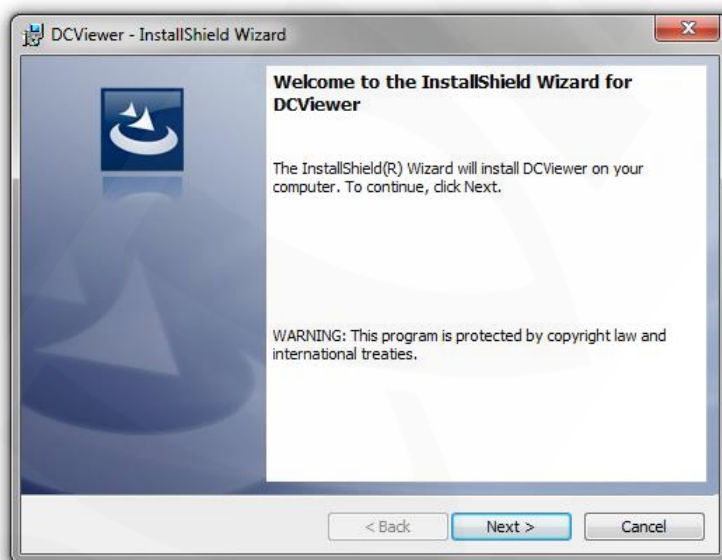 DCViewer - InstallShield Wizard
Welcome to the InstallShield Wizard for
DCViewer
The InstallShield(R) Wizard will install DCViewer on your
computer. To continue, click Next.
WARNING: This program is protected by copyright law and
international treaties.
< Back
Next >
Cancel